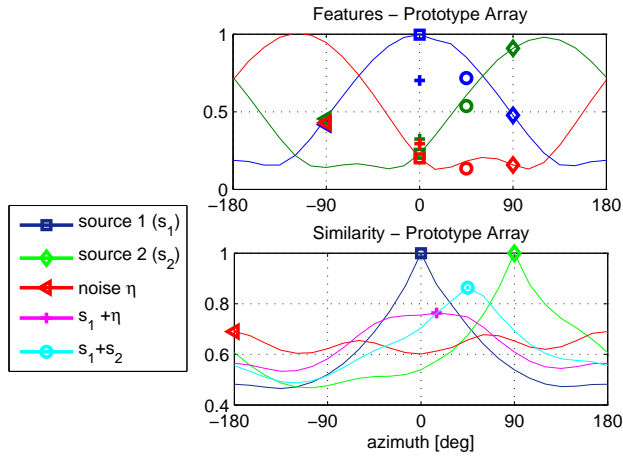 Features − Prototype Array
1
0.5
0
−180
−90
0
90
180
source 1 (s₁)
source 2 (s₂)
noise η
s₁ +η
s₁+s₂
Similarity − Prototype Array
1
0.8
0.6
0.4
−180
−90
0
90
180
azimuth [deg]